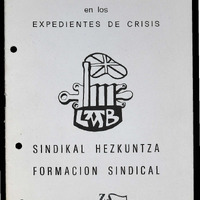 en los
EXPEDIENTES DE CRISIS
LAB
SINDIKAL HEZKUNTZA
FORMACION SINDICAL